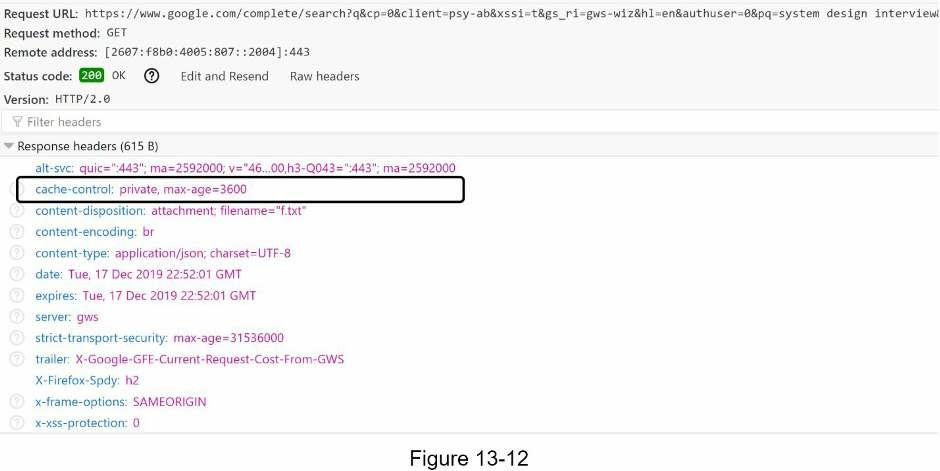 Request URL: https://www.google.com/complete/search?q&cp=0&client=psy-ab&xssi=t&gs_ri=gws-wiz&hl=en&authuser=0&pq=system design interview&
Request method: GET
Remote address: [2607:f8b0:4005:807::2004]:443
Status code: 200 OK ? Edit and Resend Raw headers
Version: HTTP/2.0
Filter headers
Response headers (615 B)
alt-svc: quic=":443"; ma=2592000; v="46...00,h3-Q043=":443"; ma=2592000
cache-control: private, max-age=3600
? content-disposition: attachment; filename="f.txt"
? content-encoding: br
? content-type: application/json; charset=UTF-8
? date: Tue, 17 Dec 2019 22:52:01 GMT
? expires: Tue, 17 Dec 2019 22:52:01 GMT
? server: gws
? strict-transport-security: max-age=31536000
? trailer: X-Google-GFE-Current-Request-Cost-From-GWS
X-Firefox-Spdy: h2
? x-frame-options: SAMEORIGIN
? x-xss-protection: 0
Figure 13-12